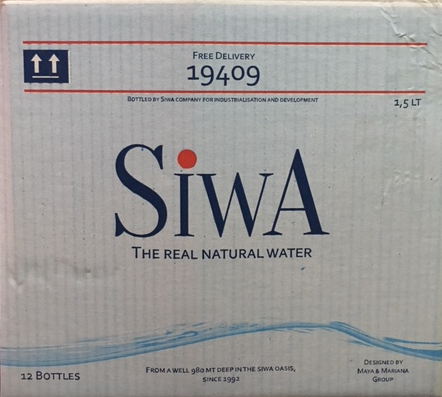 FREE DELIVERY
19409
BOTTLED BY SIWA COMPANY FOR INDUSTRIALISATION AND DEVELOPMENT
1,5 LT
SiWA
THE REAL NATURAL WATER
12 BOTTLES
FROM A WELL 980 MT DEEP IN THE SIWA OASIS,
SINCE 1992
DESIGNED BY
MAYA & MARIANA
GROUP